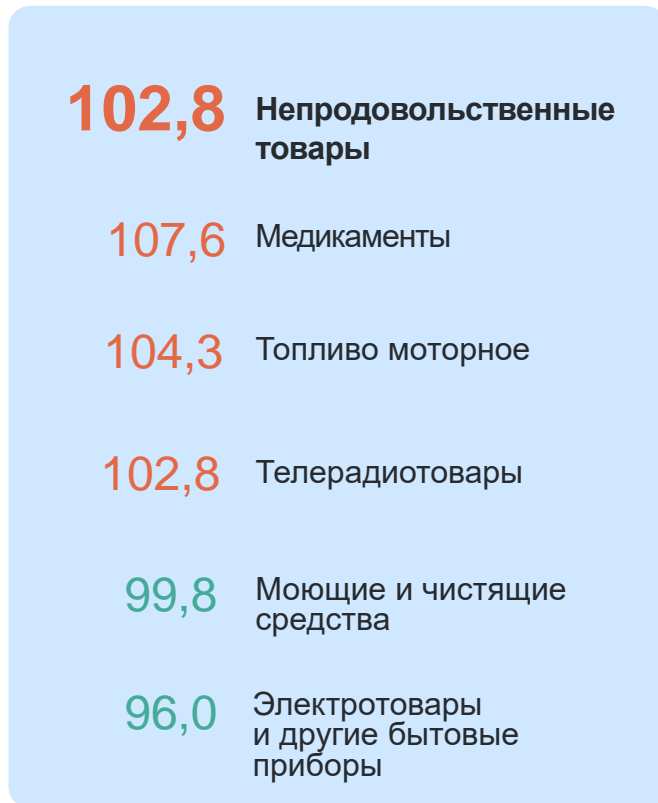 102,8 Непродовольственные
товары
107,6 Медикаменты
104,3 Топливо моторное
102,8 Телерадиотовары
99,8 Моющие и чистящие
средства
96,0 Электротовары
и другие бытовые
приборы